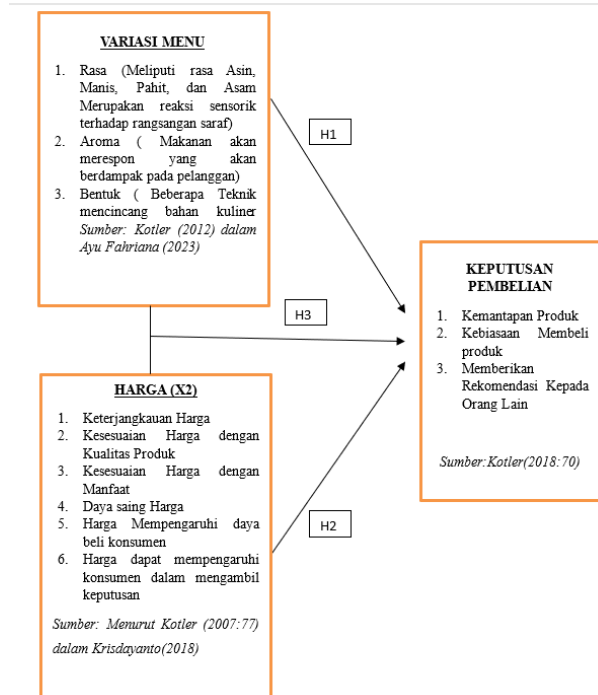 VARIASI MENU
1. Rasa (Meliputi rasa Asin,
Manis, Pahit, dan Asam
Merupakan reaksi sensorik
terhadap rangsangan saraf)
2. Aroma ( Makanan akan
merespon yang akan
berdampak pada pelanggan)
3. Bentuk ( Beberapa Teknik
mencincang bahan kuliner
Sumber: Kotler (2012) dalam
Ayu Fahriana (2023)
H1
H3
KEPUTUSAN
PEMBELIAN
1. Kemantapan Produk
2. Kebiasaan Membeli
produk
3. Memberikan
Rekomendasi Kepada
Orang Lain
Sumber:Kotler(2018:70)
HARGA (X2)
1. Keterjangkauan Harga
2. Kesesuaian Harga dengan
Kualitas Produk
3. Kesesuaian Harga dengan
Manfaat
4. Daya saing Harga
5. Harga Mempengaruhi daya
beli konsumen
6. Harga dapat mempengaruhi
konsumen dalam mengambil
keputusan
Sumber: Menurut Kotler (2007:77)
dalam Krisdayanto(2018)
H2